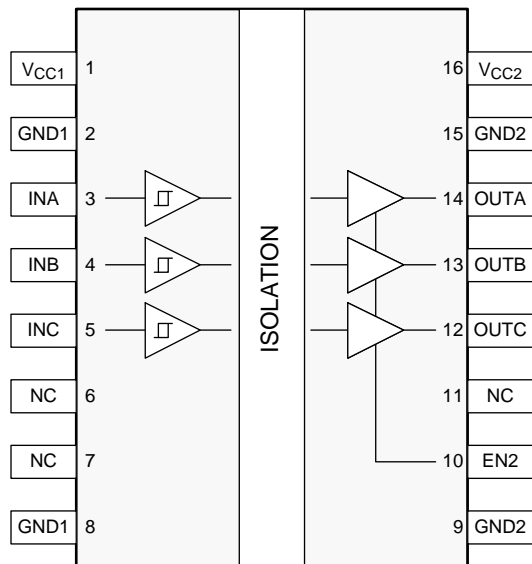 VCC1 1 16 VCC2
GND1 2 15 GND2
INA 3 14 OUTA
INB 4 13 OUTB
INC 5 12 OUTC
NC 6 11 NC
NC 7 10 EN2
GND1 8 9 GND2
ISOLATION